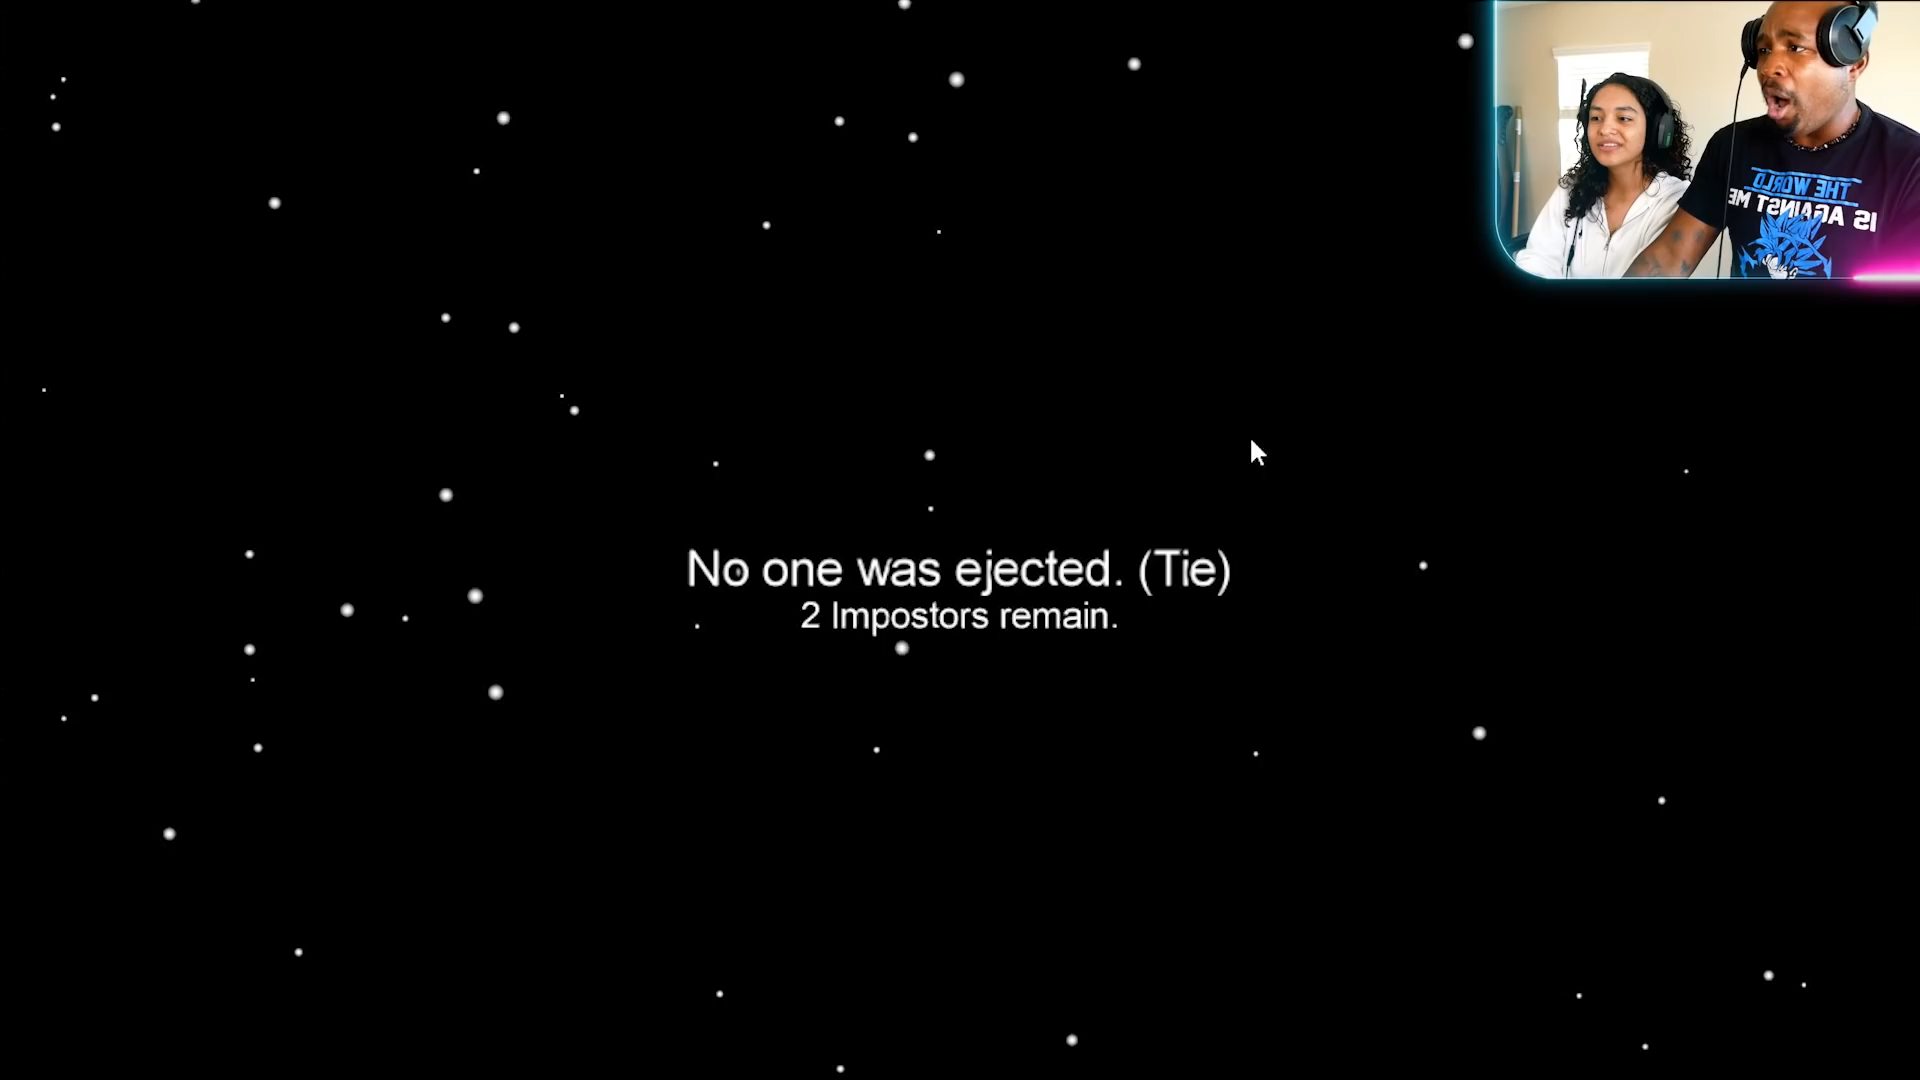 THE WORLD
IS AGAINST ME
No one was ejected. (Tie)
2 Impostors remain.